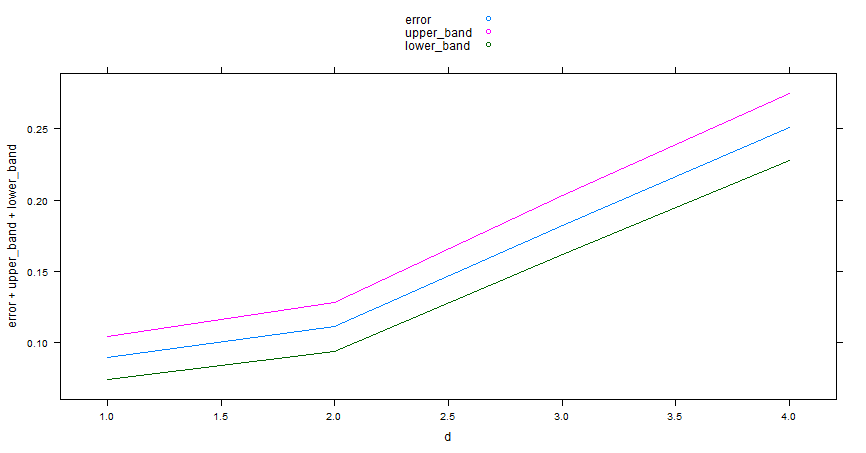 error
upper_band
lower_band
error + upper_band + lower_band
0.25
0.20
0.15
0.10
1.0 1.5 2.0 2.5 3.0 3.5 4.0
d